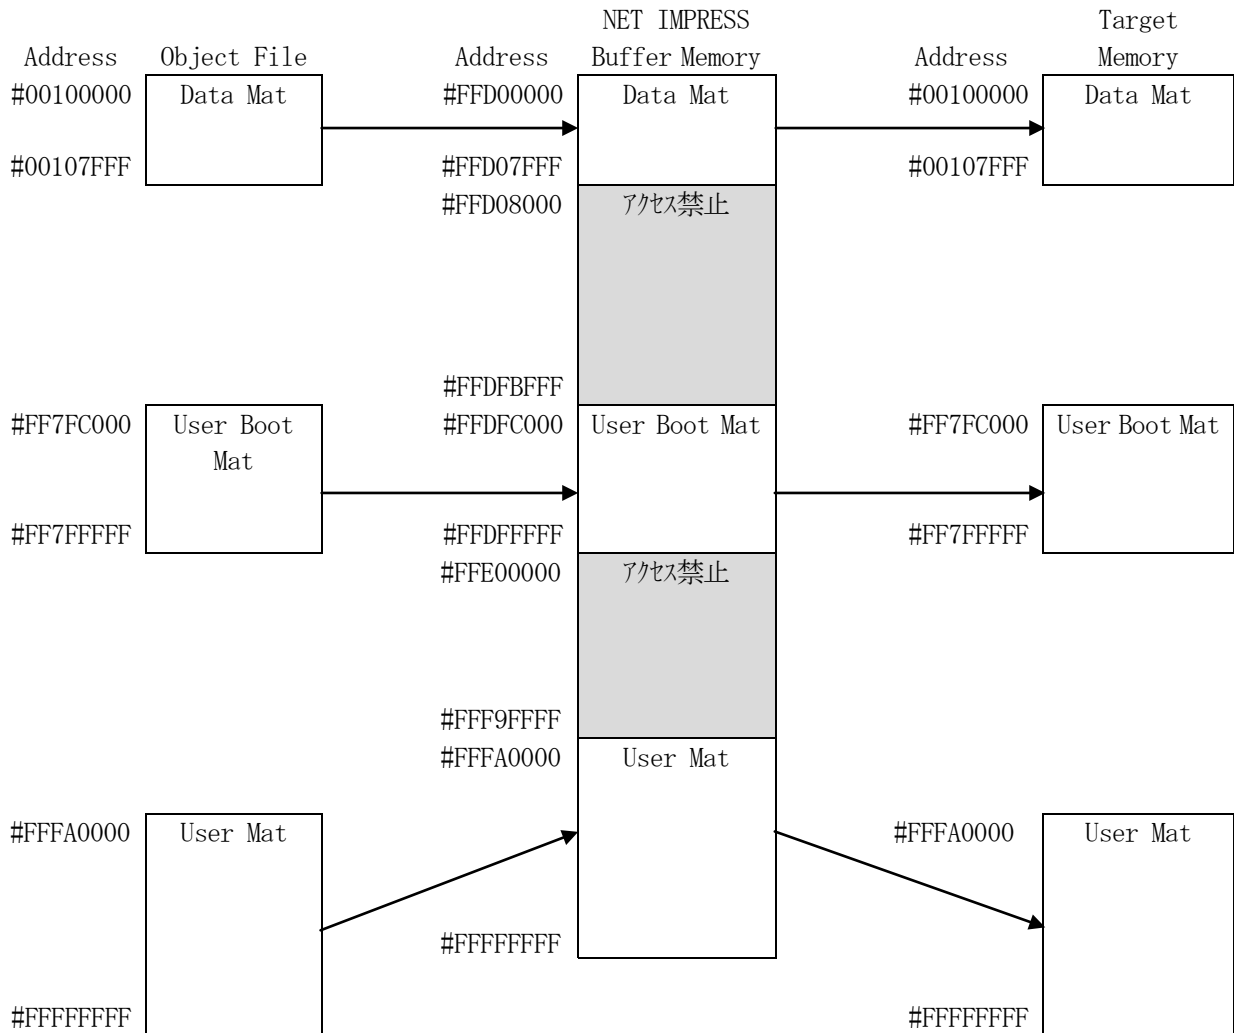 NET IMPRESS Target
Address Object File Address Buffer Memory Address Memory
#00100000 Data Mat #FFD00000 Data Mat #00100000 Data Mat
#00107FFF #FFD07FFF #00107FFF
#FFD08000 アクセス禁止
#FFDFBFFF
#FF7FC000 User Boot #FFDFC000 User Boot Mat #FF7FC000 User Boot Mat
Mat
#FF7FFFFF #FFDFFFFF #FF7FFFFF
#FFE00000 アクセス禁止
#FFF9FFFF
#FFFA0000 User Mat
#FFFA0000 User Mat #FFFA0000 User Mat
#FFFFFFFF
#FFFFFFFF #FFFFFFFF